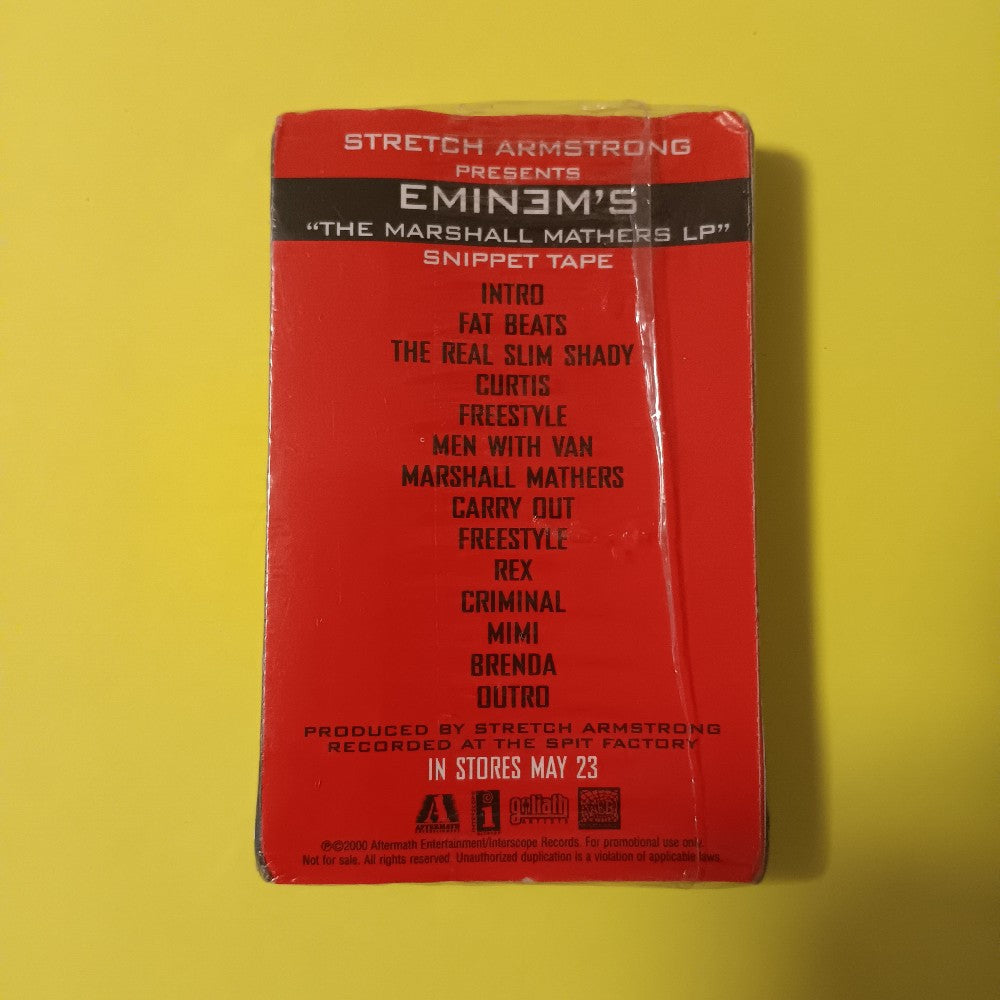 STRETCH ARMSTRONG
PRESENTS
EMINƎM'S
“THE MARSHALL MATHERS LP”
SNIPPET TAPE
INTRO
FAT BEATS
THE REAL SLIM SHADY
CURTIS
FREESTYLE
MEN WITH VAN
MARSHALL MATHERS
CARRY OUT
FREESTYLE
REX
CRIMINAL
MIMI
BRENDA
OUTRO
PRODUCED BY STRETCH ARMSTRONG
RECORDED AT THE SPIT FACTORY
IN STORES MAY 23
AFTERMATH
goliath
ARTISTS
℗©2000 Aftermath Entertainment/Interscope Records. For promotional use only.
Not for sale. All rights reserved. Unauthorized duplication is a violation of applicable laws.